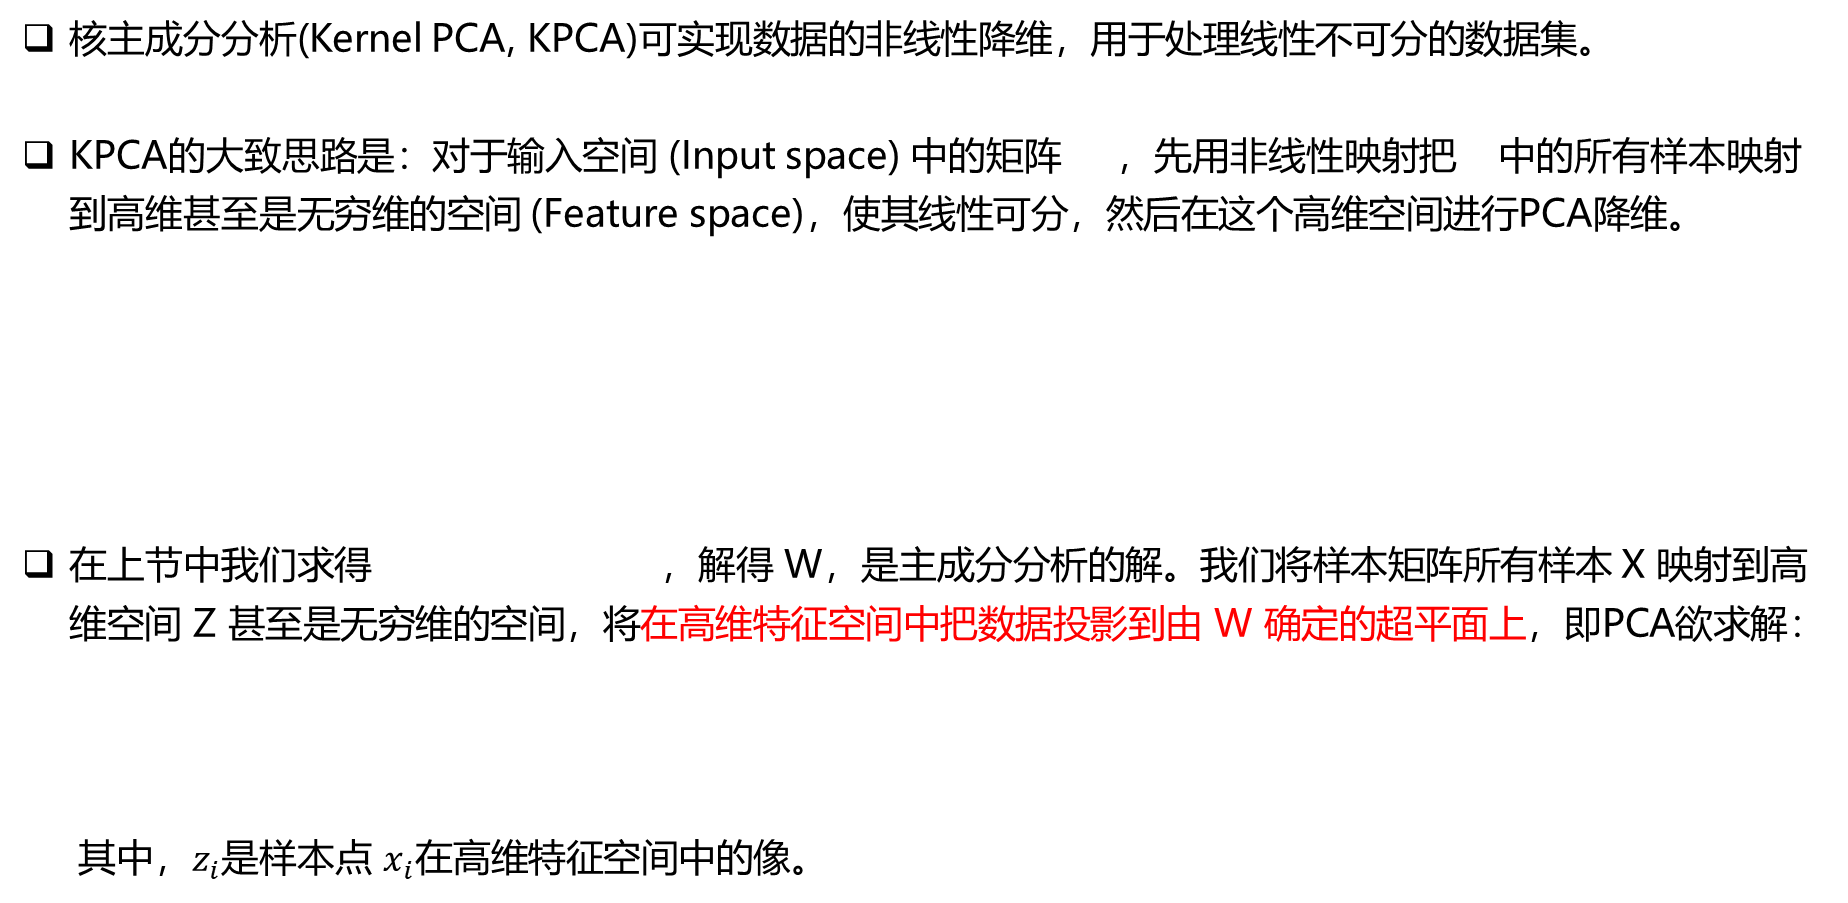 ❑ 核主成分分析(Kernel PCA, KPCA)可实现数据的非线性降维，用于处理线性不可分的数据集。
❑ KPCA的大致思路是：对于输入空间 (Input space) 中的矩阵 ，先用非线性映射把 中的所有样本映射
到高维甚至是无穷维的空间 (Feature space)，使其线性可分，然后在这个高维空间进行PCA降维。
❑ 在上节中我们求得 ，解得 W，是主成分分析的解。我们将样本矩阵所有样本 X 映射到高
维空间 Z 甚至是无穷维的空间，将在高维特征空间中把数据投影到由 W 确定的超平面上，即PCA欲求解：
其中，𝑧ᵢ是样本点 𝑥ᵢ在高维特征空间中的像。